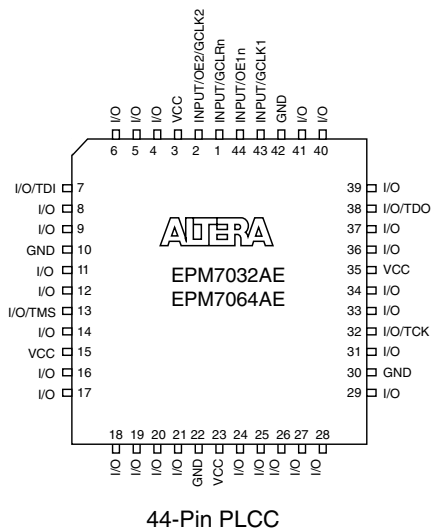 I/O I/O I/O VCC INPUT/OE2/GCLK2 INPUT/GCLRn INPUT/OE1n INPUT/GCLK1 GND I/O I/O
6 5 4 3 2 1 44 43 42 41 40
I/O/TDI 7 39 I/O
I/O 8 38 I/O/TDO
I/O 9 37 I/O
GND 10 36 I/O
I/O 11 35 VCC
I/O 12 34 I/O
I/O/TMS 13 33 I/O
I/O 14 32 I/O/TCK
VCC 15 31 I/O
I/O 16 30 GND
I/O 17 29 I/O
ALTERA
EPM7032AE
EPM7064AE
18 19 20 21 22 23 24 25 26 27 28
I/O I/O I/O I/O GND VCC I/O I/O I/O I/O I/O
44-Pin PLCC